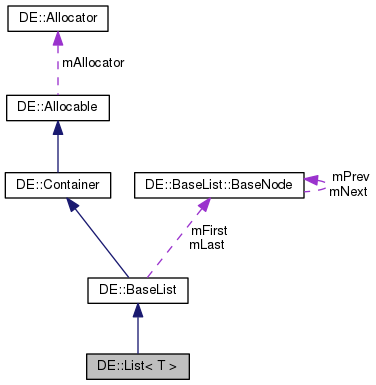 DE::Allocator
mAllocator
DE::Allocable
DE::Container
DE::BaseList::BaseNode
mPrev
mNext
mFirst
mLast
DE::BaseList
DE::List< T >